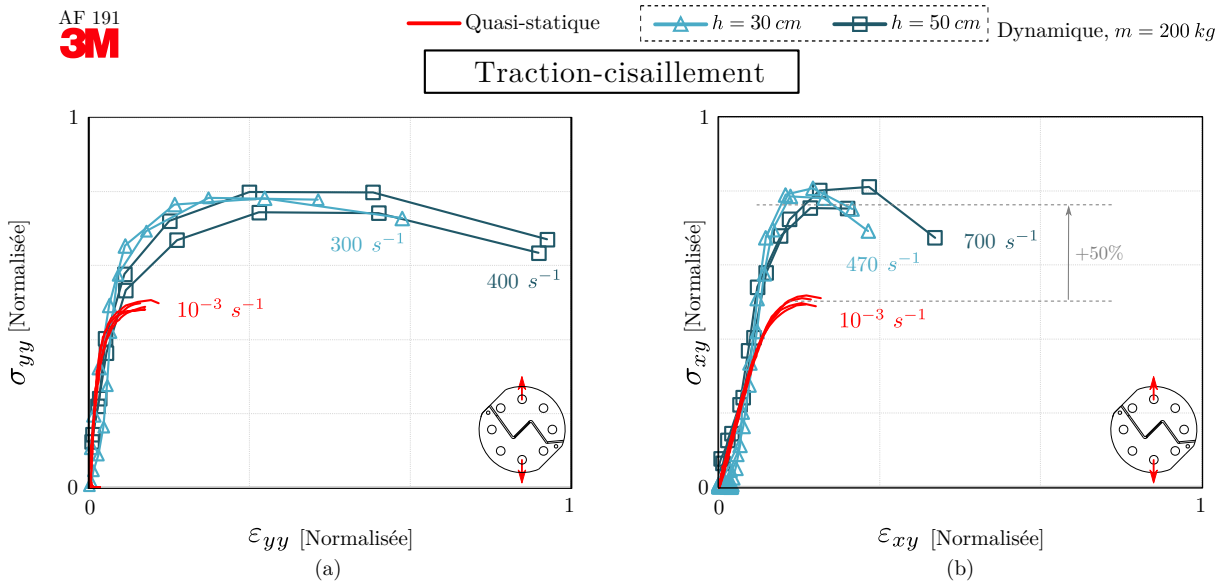 AF 191
3M
Quasi-statique
h = 30 cm
h = 50 cm
Dynamique, m = 200 kg
Traction-cisaillement
1
σyy [Normalisée]
300 s⁻¹
400 s⁻¹
10⁻³ s⁻¹
0
0
1
εyy [Normalisée]
(a)
1
σxy [Normalisée]
700 s⁻¹
470 s⁻¹
+50%
10⁻³ s⁻¹
0
0
1
εxy [Normalisée]
(b)